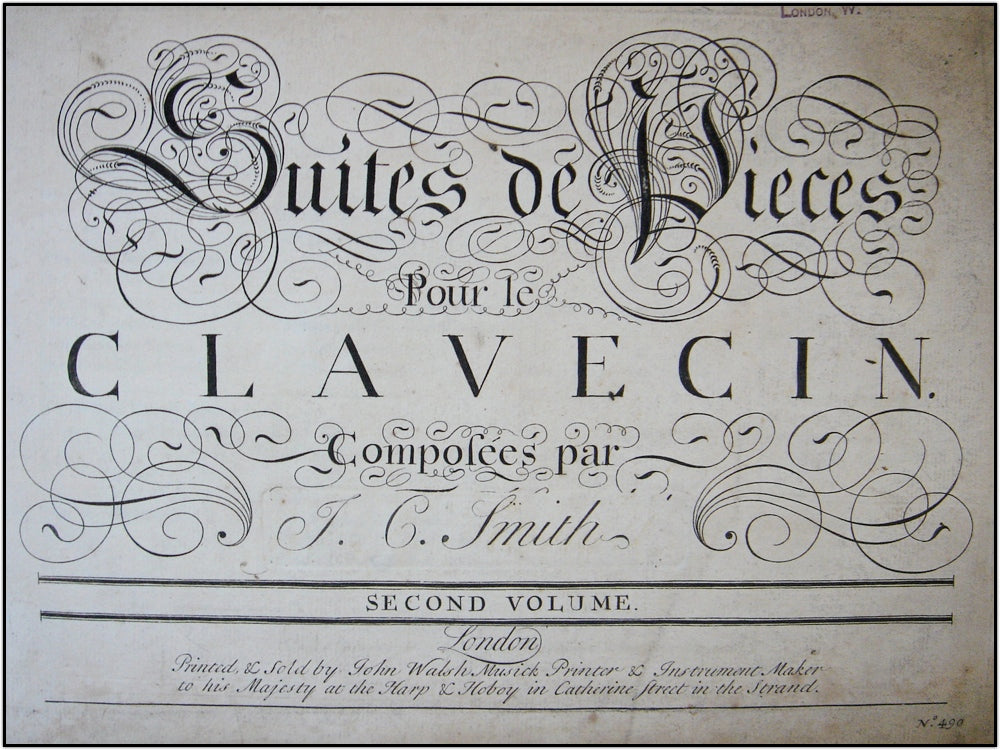 LONDON, W.
Suites de Pieces
Pour le
CLAVECIN.
Compoſées par
J. C. Smith
SECOND VOLUME.
London
Printed, & Sold by John Walsh Musick Printer & Instrument Maker
to his Majesty at the Harp & Hoboy in Catherine Street in the Strand.
N.º 490